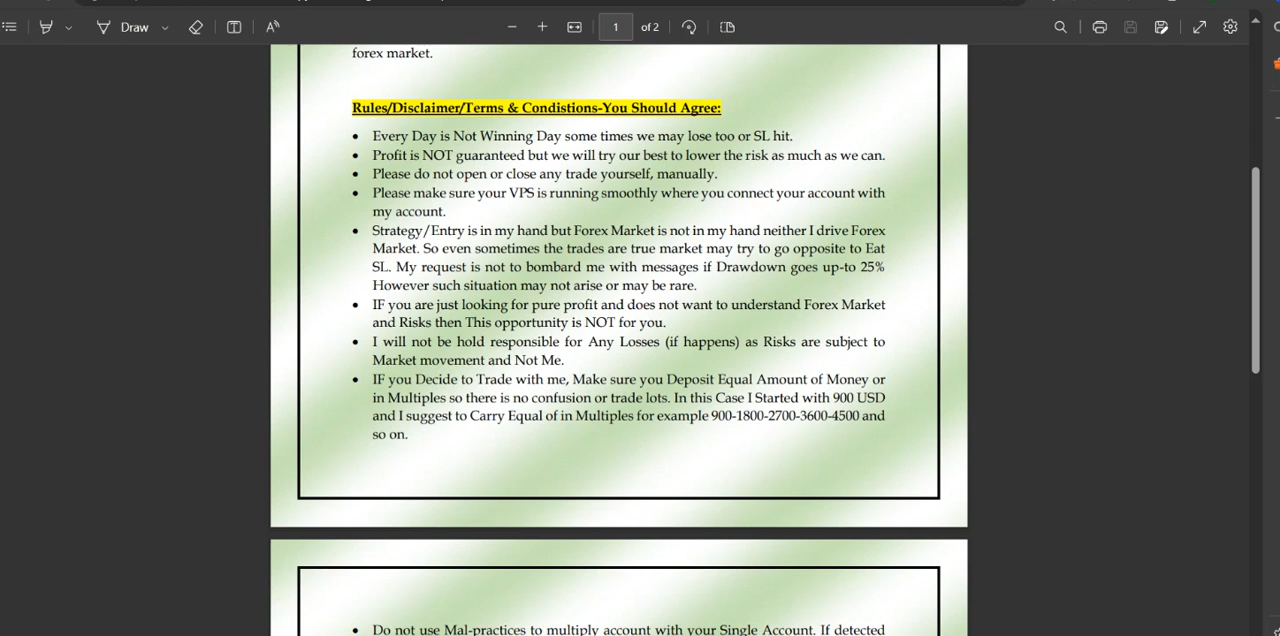 Draw
1 of 2
forex market.
Rules/Disclaimer/Terms & Condistions-You Should Agree:
• Every Day is Not Winning Day some times we may lose too or SL hit.
• Profit is NOT guaranteed but we will try our best to lower the risk as much as we can.
• Please do not open or close any trade yourself, manually.
• Please make sure your VPS is running smoothly where you connect your account with
my account.
• Strategy/Entry is in my hand but Forex Market is not in my hand neither I drive Forex
Market. So even sometimes the trades are true market may try to go opposite to Eat
SL. My request is not to bombard me with messages if Drawdown goes up-to 25%
However such situation may not arise or may be rare.
• IF you are just looking for pure profit and does not want to understand Forex Market
and Risks then This opportunity is NOT for you.
• I will not be hold responsible for Any Losses (if happens) as Risks are subject to
Market movement and Not Me.
• IF you Decide to Trade with me, Make sure you Deposit Equal Amount of Money or
in Multiples so there is no confusion or trade lots. In this Case I Started with 900 USD
and I suggest to Carry Equal of in Multiples for example 900-1800-2700-3600-4500 and
so on.
• Do not use Mal-practices to multiply account with your Single Account. If detected